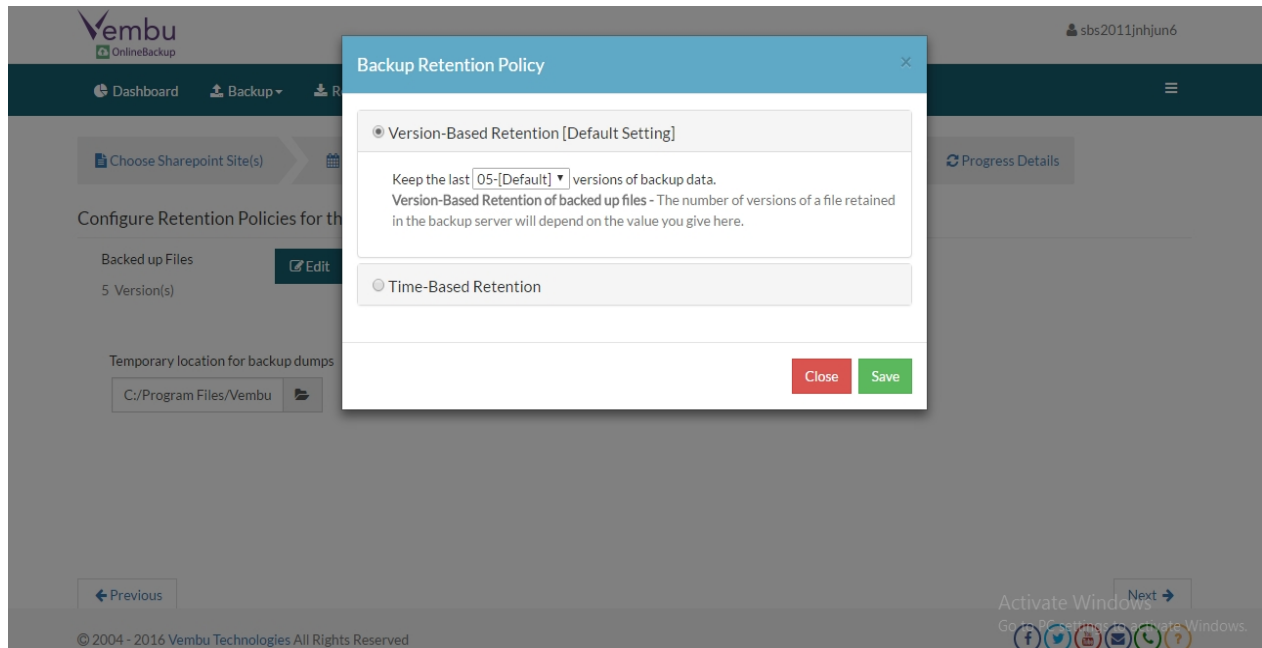 Vembu
OnlineBackup
sbs2011jnhjun6
Dashboard Backup R
Backup Retention Policy ×
Choose Sharepoint Site(s)
Progress Details
Version-Based Retention [Default Setting]
Keep the last 05-[Default] versions of backup data.
Version-Based Retention of backed up files - The number of versions of a file retained
in the backup server will depend on the value you give here.
Time-Based Retention
Close Save
Configure Retention Policies for th
Backed up Files
Edit
5 Version(s)
Temporary location for backup dumps
C:/Program Files/Vembu
Previous
Next
Activate Windows
Go to PC settings to activate Windows.
© 2004 - 2016 Vembu Technologies All Rights Reserved